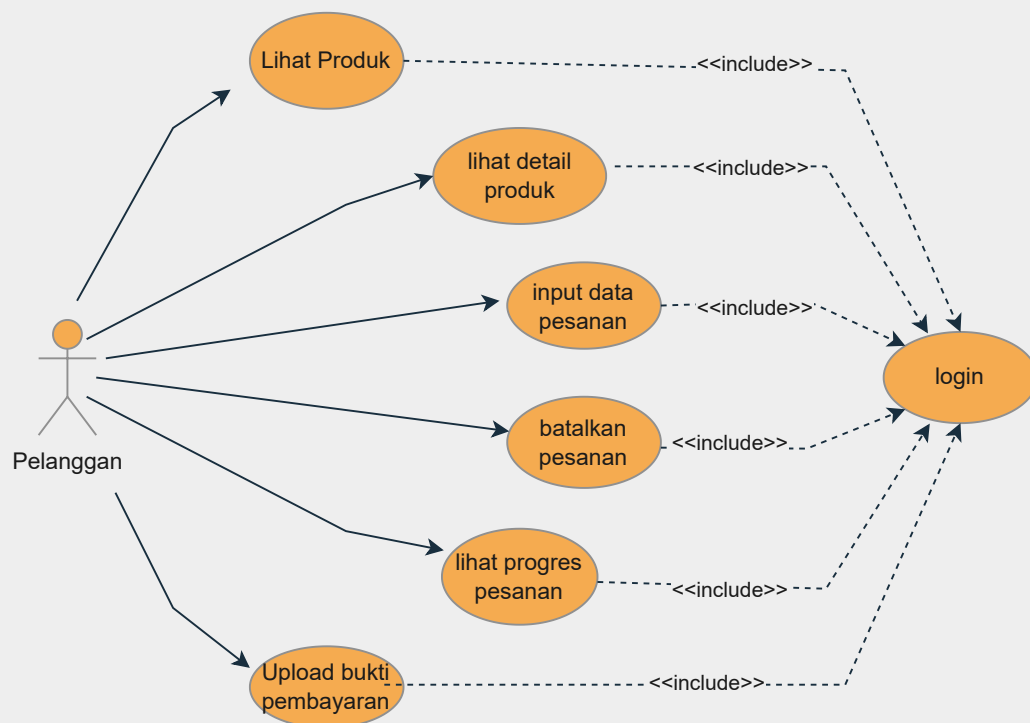 Lihat Produk
<<include>>
lihat detail
produk
<<include>>
input data
pesanan
<<include>>
login
batalkan
pesanan
<<include>>
Pelanggan
lihat progres
pesanan
<<include>>
Upload bukti
pembayaran
<<include>>